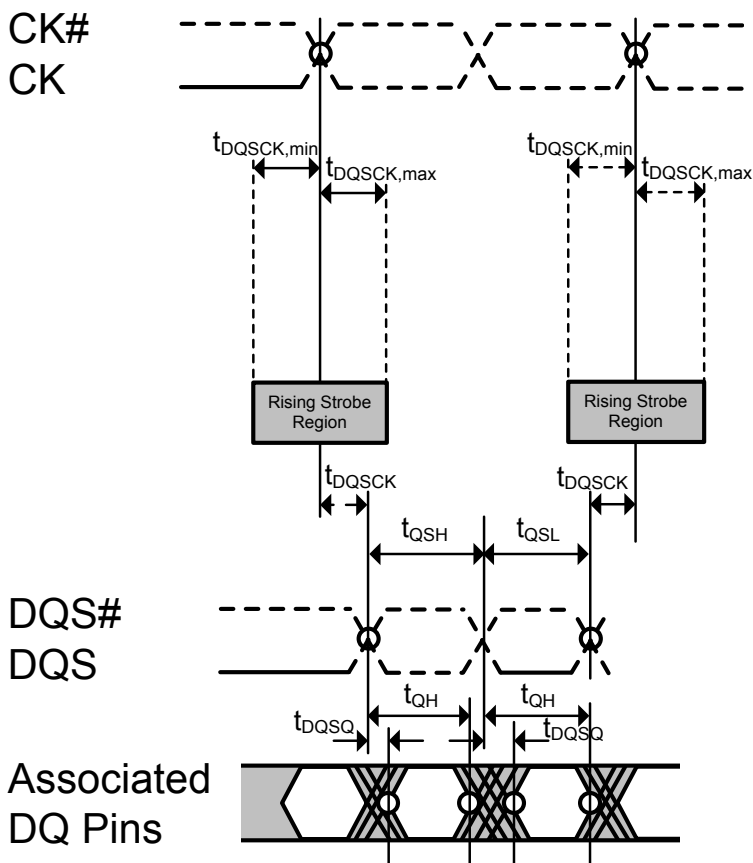 CK#
CK
tDQSCK,min
tDQSCK,max
tDQSCK,min
tDQSCK,max
Rising Strobe
Region
Rising Strobe
Region
tDQSCK
tDQSCK
tQSH
tQSL
DQS#
DQS
tQH
tQH
tDQSQ
tDQSQ
Associated
DQ Pins